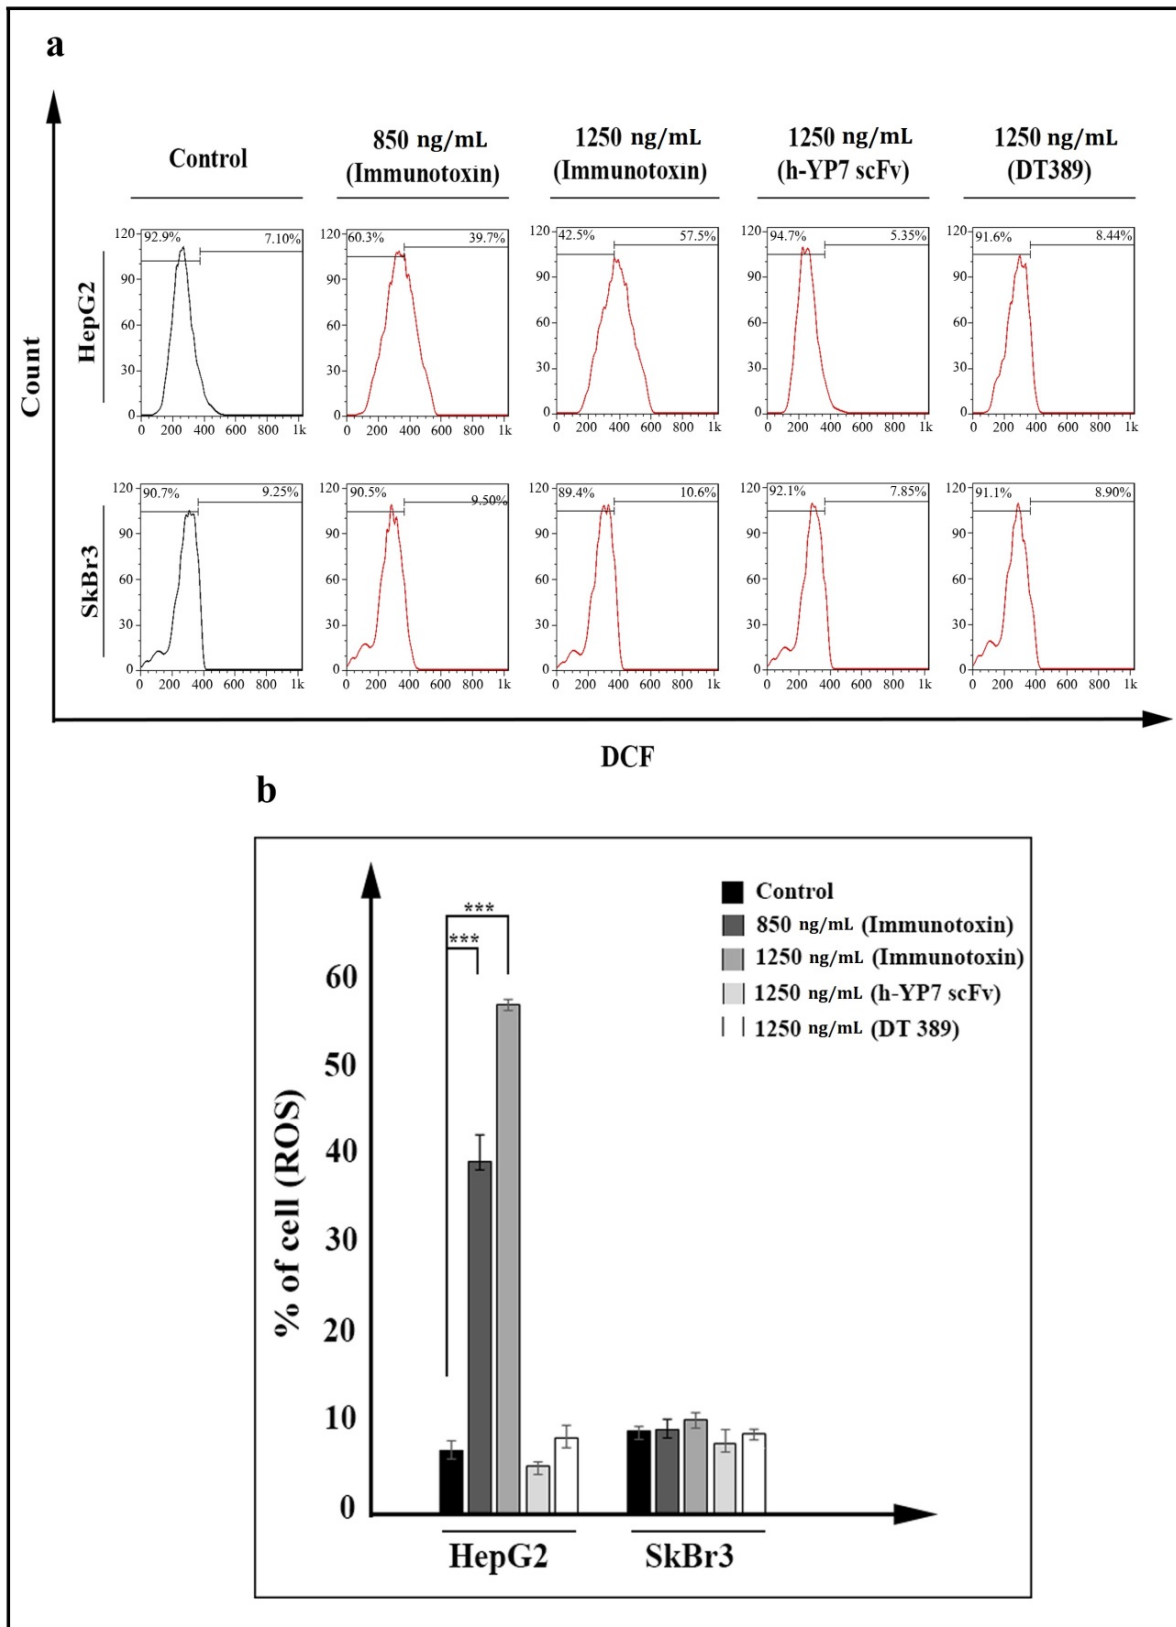 a
Control
850 ng/mL
(Immunotoxin)
1250 ng/mL
(Immunotoxin)
1250 ng/mL
(h-YP7 scFv)
1250 ng/mL
(DT389)
Count
HepG2
120
90
60
30
0
92.9% 7.10%
0 200 400 600 800 1k
120
90
60
30
0
60.3% 39.7%
0 200 400 600 800 1k
120
90
60
30
0
42.5% 57.5%
0 200 400 600 800 1k
120
90
60
30
0
94.7% 5.35%
0 200 400 600 800 1k
120
90
60
30
0
91.6% 8.44%
0 200 400 600 800 1k
SkBr3
120
90
60
30
0
90.7% 9.25%
0 200 400 600 800 1k
120
90
60
30
0
90.5% 9.50%
0 200 400 600 800 1k
120
90
60
30
0
89.4% 10.6%
0 200 400 600 800 1k
120
90
60
30
0
92.1% 7.85%
0 200 400 600 800 1k
120
90
60
30
0
91.1% 8.90%
0 200 400 600 800 1k
DCF
b
Control
850 ng/mL (Immunotoxin)
1250 ng/mL (Immunotoxin)
1250 ng/mL (h-YP7 scFv)
1250 ng/mL (DT 389)
***
***
% of cell (ROS)
60
50
40
30
20
10
0
HepG2 SkBr3